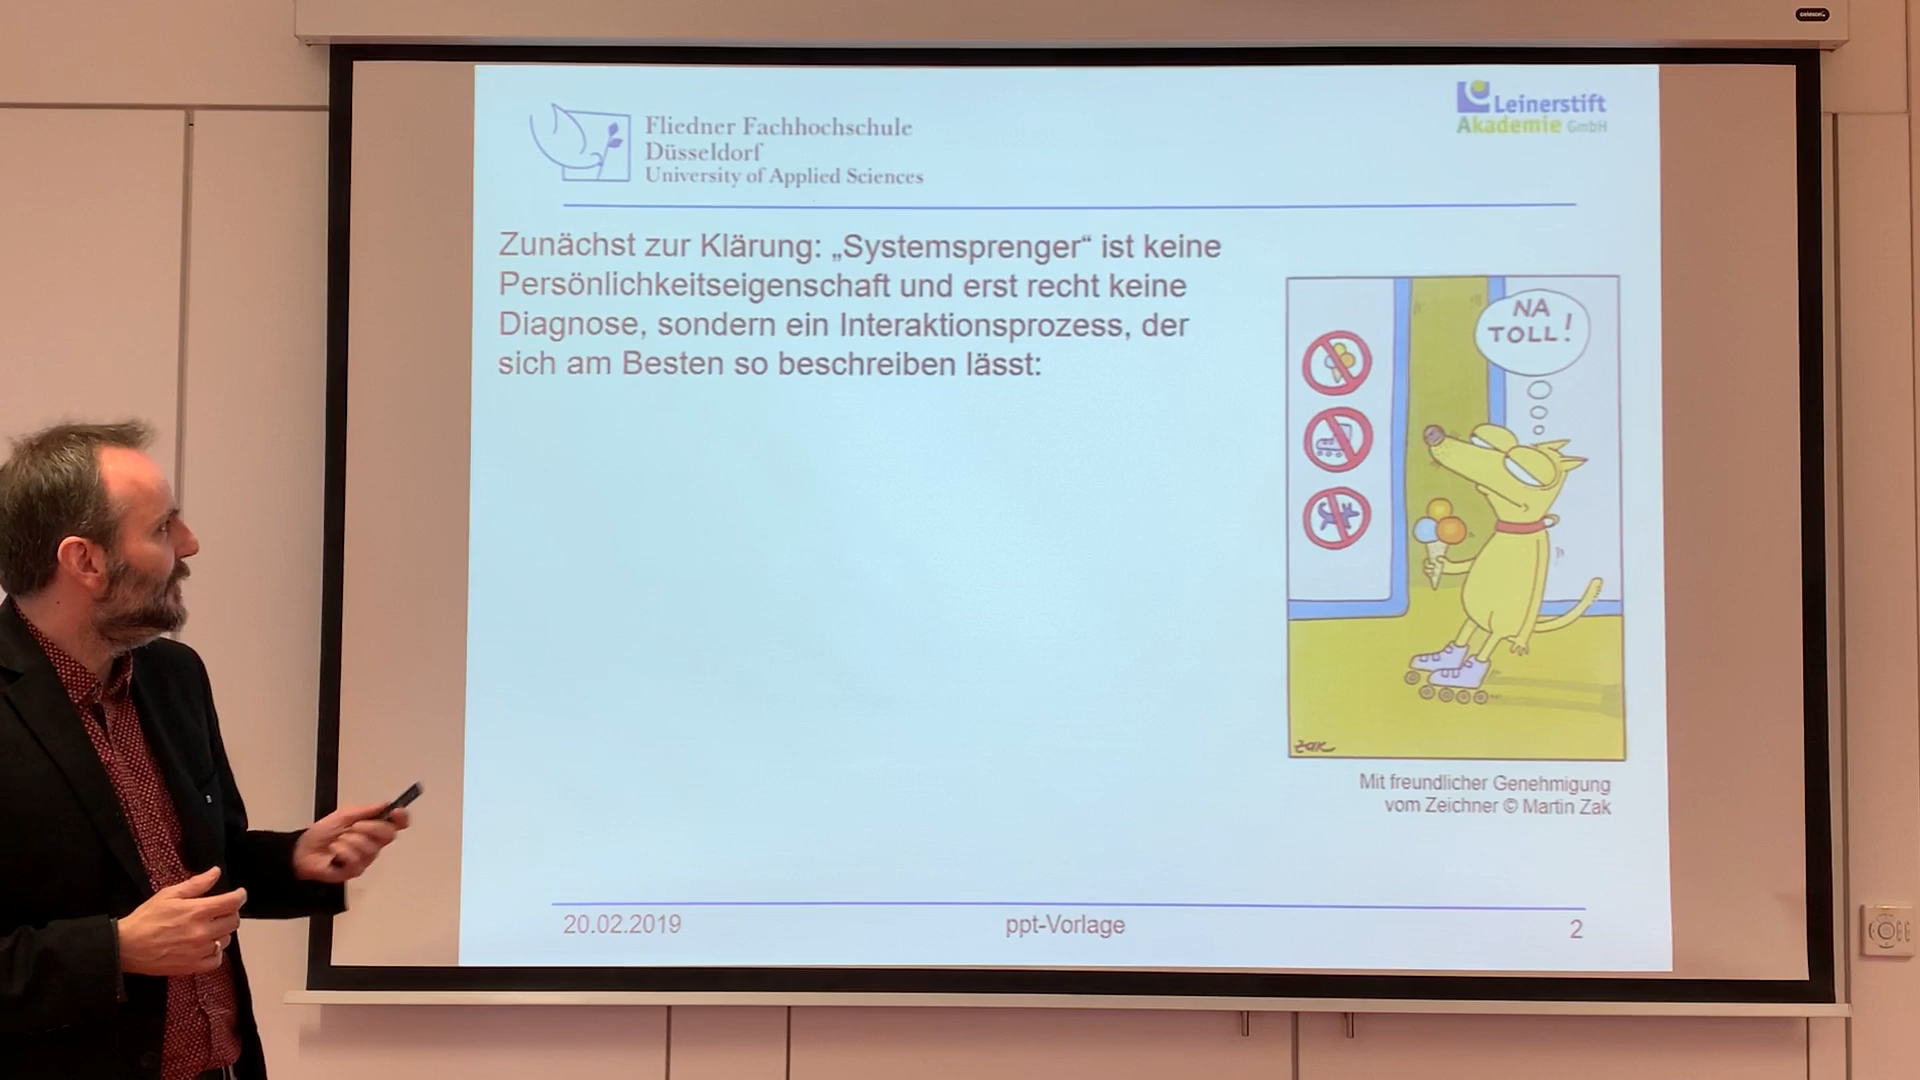 celexon
Fliedner Fachhochschule
Düsseldorf
University of Applied Sciences
Leinerstift
Akademie GmbH
Zunächst zur Klärung: „Systemsprenger“ ist keine
Persönlichkeitseigenschaft und erst recht keine
Diagnose, sondern ein Interaktionsprozess, der
sich am Besten so beschreiben lässt:
NA
TOLL!
Zak
Mit freundlicher Genehmigung
vom Zeichner © Martin Zak
20.02.2019
ppt-Vorlage
2